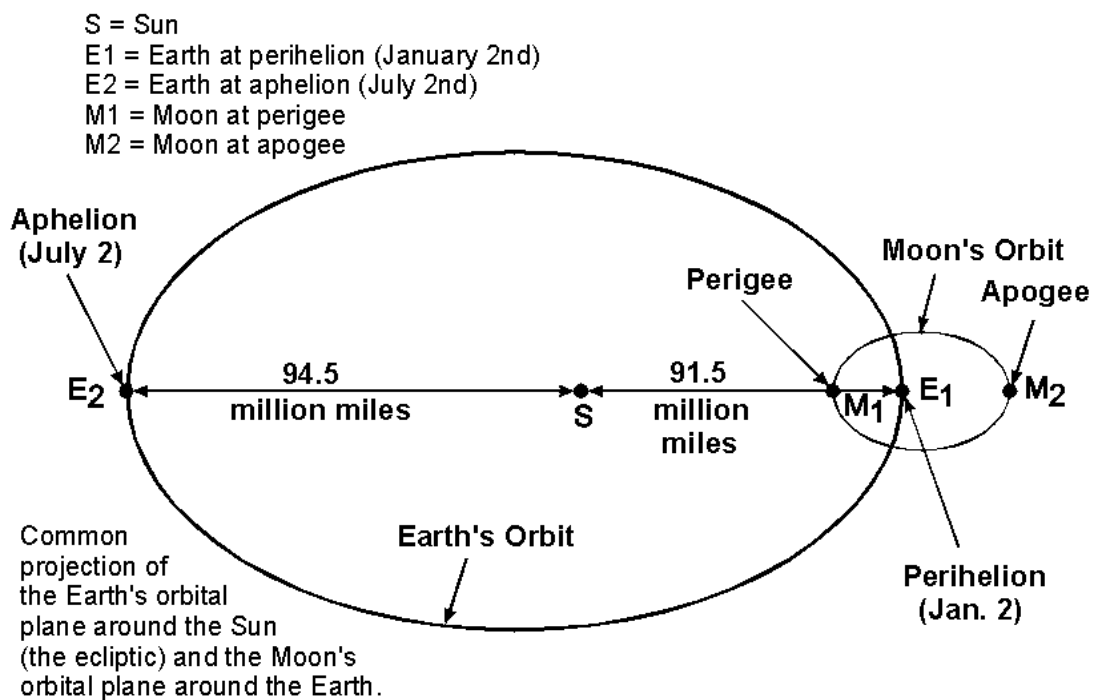 S = Sun
E1 = Earth at perihelion (January 2nd)
E2 = Earth at aphelion (July 2nd)
M1 = Moon at perigee
M2 = Moon at apogee
Aphelion
(July 2)
Moon's Orbit
Perigee
Apogee
E2
94.5
million miles
S
91.5
million
miles
M1
E1
M2
Common
projection of
the Earth's orbital
plane around the Sun
(the ecliptic) and the Moon's
orbital plane around the Earth.
Earth's Orbit
Perihelion
(Jan. 2)